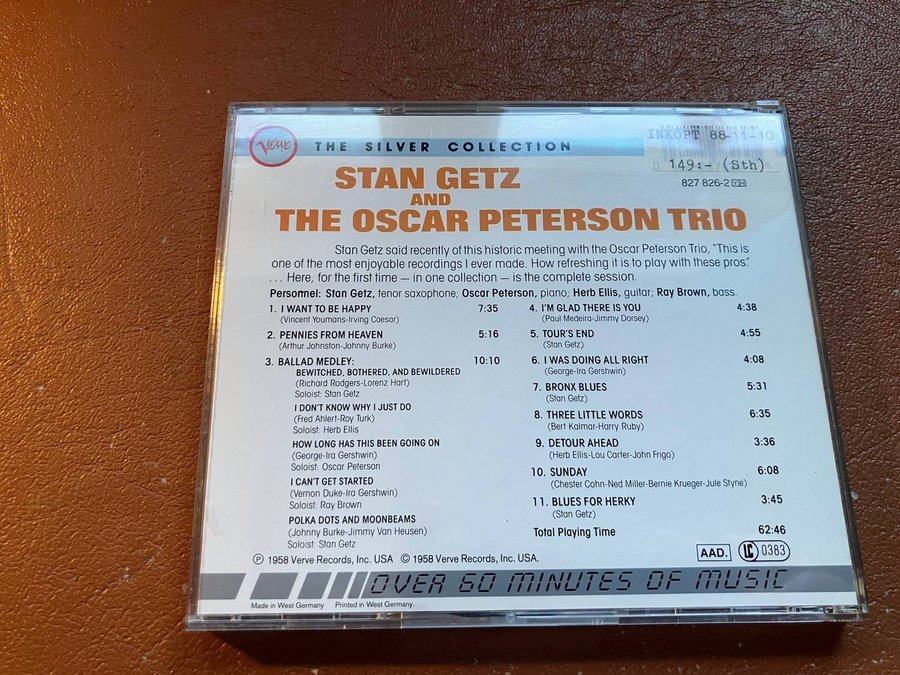 Verve
THE SILVER COLLECTION
INKÖPT 88-11-10
149:- (Sth)
827 826-2 YH
STAN GETZ
AND
THE OSCAR PETERSON TRIO
Stan Getz said recently of this historic meeting with the Oscar Peterson Trio, "This is
one of the most enjoyable recordings I ever made. How refreshing it is to play with these pros."
. . . Here, for the first time — in one collection — is the complete session.
Personnel: Stan Getz, tenor saxophone; Oscar Peterson, piano; Herb Ellis, guitar; Ray Brown, bass.
1. I WANT TO BE HAPPY 7:35
(Vincent Youmans-Irving Caesar)
2. PENNIES FROM HEAVEN 5:16
(Arthur Johnston-Johnny Burke)
3. BALLAD MEDLEY: 10:10
BEWITCHED, BOTHERED, AND BEWILDERED
(Richard Rodgers-Lorenz Hart)
Soloist: Stan Getz
I DON'T KNOW WHY I JUST DO
(Fred Ahlert-Roy Turk)
Soloist: Herb Ellis
HOW LONG HAS THIS BEEN GOING ON
(George-Ira Gershwin)
Soloist: Oscar Peterson
I CAN'T GET STARTED
(Vernon Duke-Ira Gershwin)
Soloist: Ray Brown
POLKA DOTS AND MOONBEAMS
(Johnny Burke-Jimmy Van Heusen)
Soloist: Stan Getz
4. I'M GLAD THERE IS YOU 4:38
(Paul Medeira-Jimmy Dorsey)
5. TOUR'S END 4:55
(Stan Getz)
6. I WAS DOING ALL RIGHT 4:08
(George-Ira Gershwin)
7. BRONX BLUES 5:31
(Stan Getz)
8. THREE LITTLE WORDS 6:35
(Bert Kalmar-Harry Ruby)
9. DETOUR AHEAD 3:36
(Herb Ellis-Lou Carter-John Frigo)
10. SUNDAY 6:08
(Chester Cohn-Ned Miller-Bernie Krueger-Jule Styne)
11. BLUES FOR HERKY 3:45
(Stan Getz)
Total Playing Time 62:46
℗ 1958 Verve Records, Inc. USA © 1958 Verve Records, Inc. USA.
AAD. LC 0383
OVER 60 MINUTES OF MUSIC
Made in West Germany Printed in West Germany.